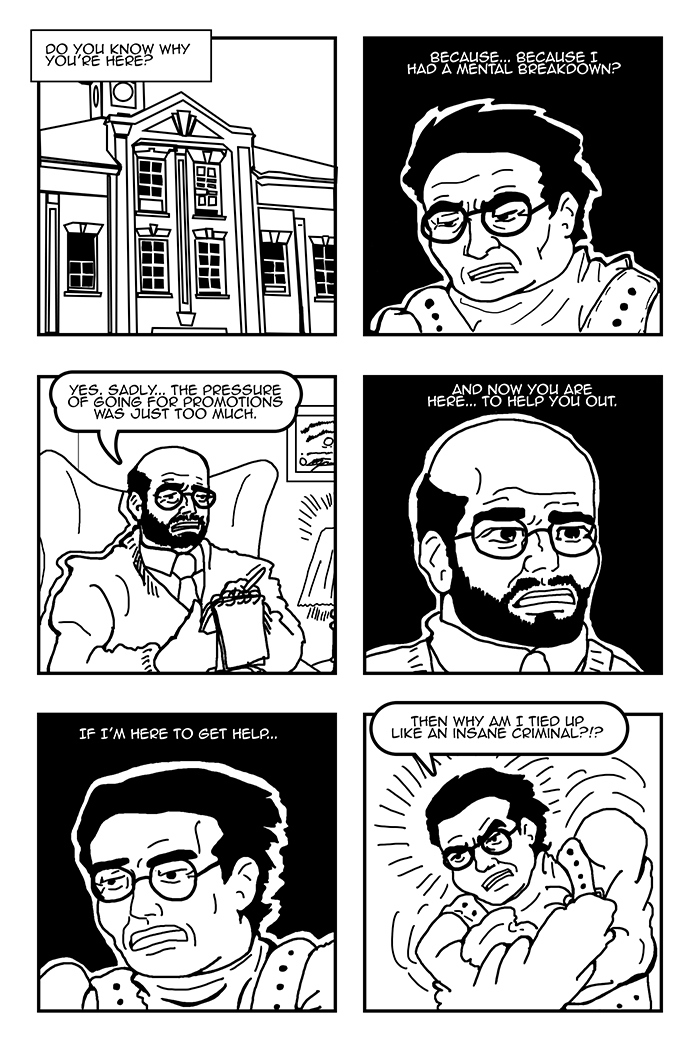 DO YOU KNOW WHY
YOU'RE HERE?
BECAUSE... BECAUSE I
HAD A MENTAL BREAKDOWN?
YES. SADLY... THE PRESSURE
OF GOING FOR PROMOTIONS
WAS JUST TOO MUCH.
AND NOW YOU ARE
HERE... TO HELP YOU OUT.
IF I'M HERE TO GET HELP...
THEN WHY AM I TIED UP
LIKE AN INSANE CRIMINAL?!?